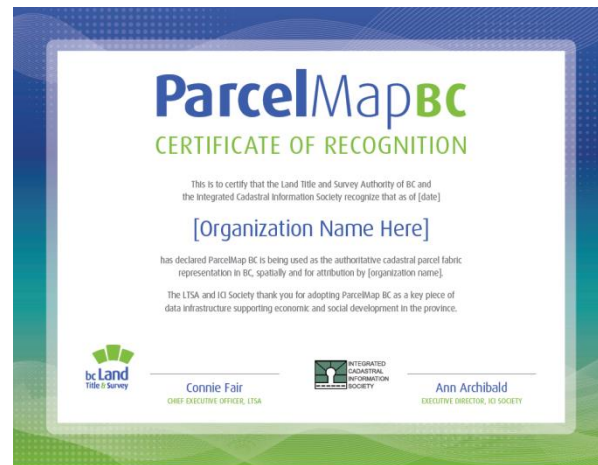 ParcelMapBC
CERTIFICATE OF RECOGNITION
This is to certify that the Land Title and Survey Authority of BC and
the Integrated Cadastral Information Society recognize that as of [date]
[Organization Name Here]
has declared ParcelMap BC is being used as the authoritative cadastral parcel fabric
representation in BC, spatially and for attribution by [organization name].
The LTSA and ICI Society thank you for adopting ParcelMap BC as a key piece of
data infrastructure supporting economic and social development in the province.
bc Land
Title & Survey
Connie Fair
CHIEF EXECUTIVE OFFICER, LTSA
INTEGRATED
CADASTRAL
INFORMATION
SOCIETY
Ann Archibald
EXECUTIVE DIRECTOR, ICI SOCIETY